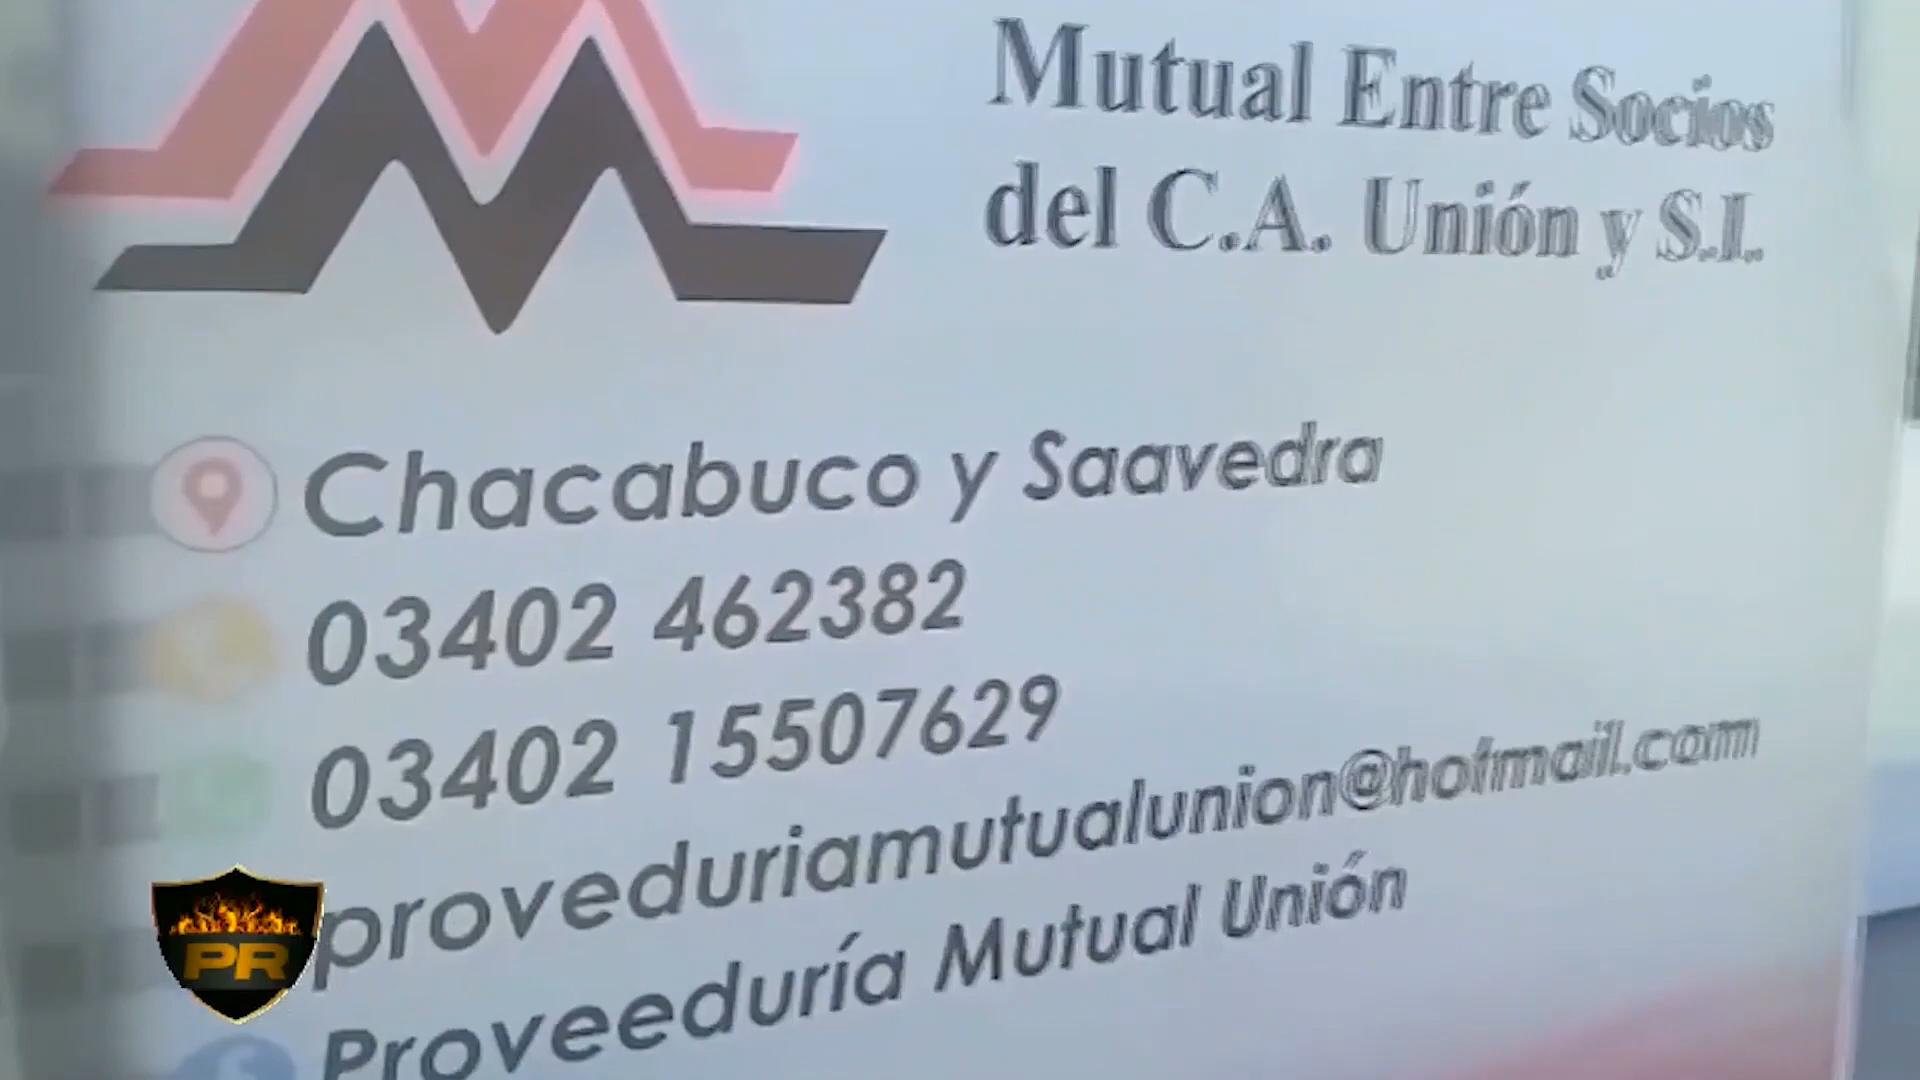 Mutual Entre Socios
del C.A. Unión y S.I.
Chacabuco y Saavedra
03402 462382
03402 15507629
proveduriamutualunion@hotmail.com
Proveeduría Mutual Unión
PR